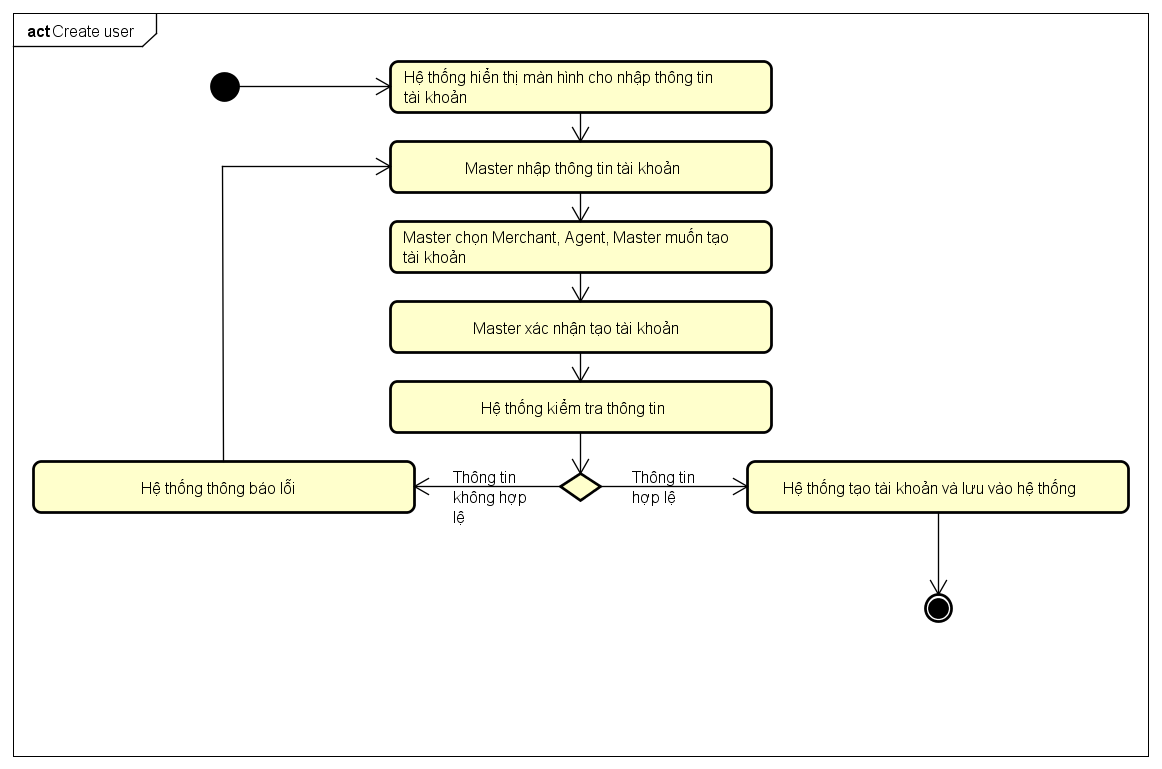 act Create user
Hệ thống hiển thị màn hình cho nhập thông tin
tài khoản
Master nhập thông tin tài khoản
Master chọn Merchant, Agent, Master muốn tạo
tài khoản
Master xác nhận tạo tài khoản
Hệ thống kiểm tra thông tin
Hệ thống thông báo lỗi
Thông tin
không hợp
lệ
Thông tin
hợp lệ
Hệ thống tạo tài khoản và lưu vào hệ thống